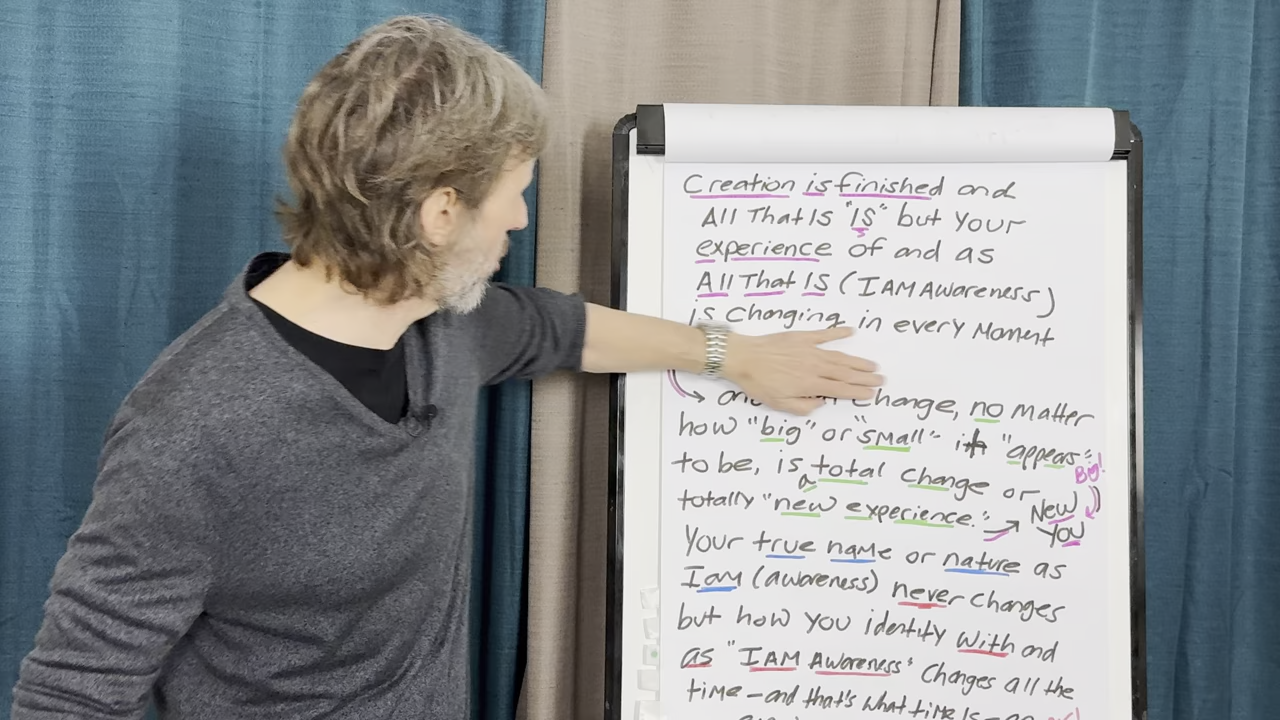 Creation is finished and
All That Is "IS" but your
experience of and as
All That IS (I AM Awareness)
is changing in every Moment
change, no matter
how "big" or "small" it "appears"
to be, is a total change or
Big!
totally "new experience." → New You
Your true name or nature as
I am (awareness) never changes
but how you identify with and
as "I AM Awareness" changes all the
time - and that's what time Is - an